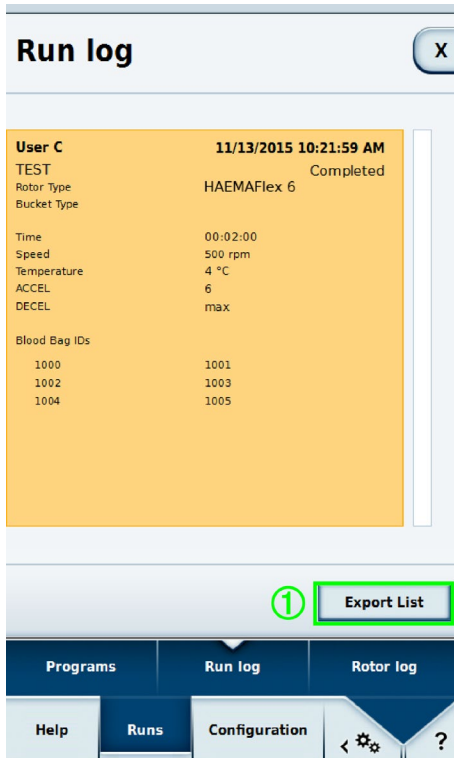 Run log
X
User C 11/13/2015 10:21:59 AM
TEST Completed
Rotor Type HAEMAFlex 6
Bucket Type
Time 00:02:00
Speed 500 rpm
Temperature 4 °C
ACCEL 6
DECEL max
Blood Bag IDs
1000 1001
1002 1003
1004 1005
① Export List
Programs Run log Rotor log
Help Runs Configuration < ?